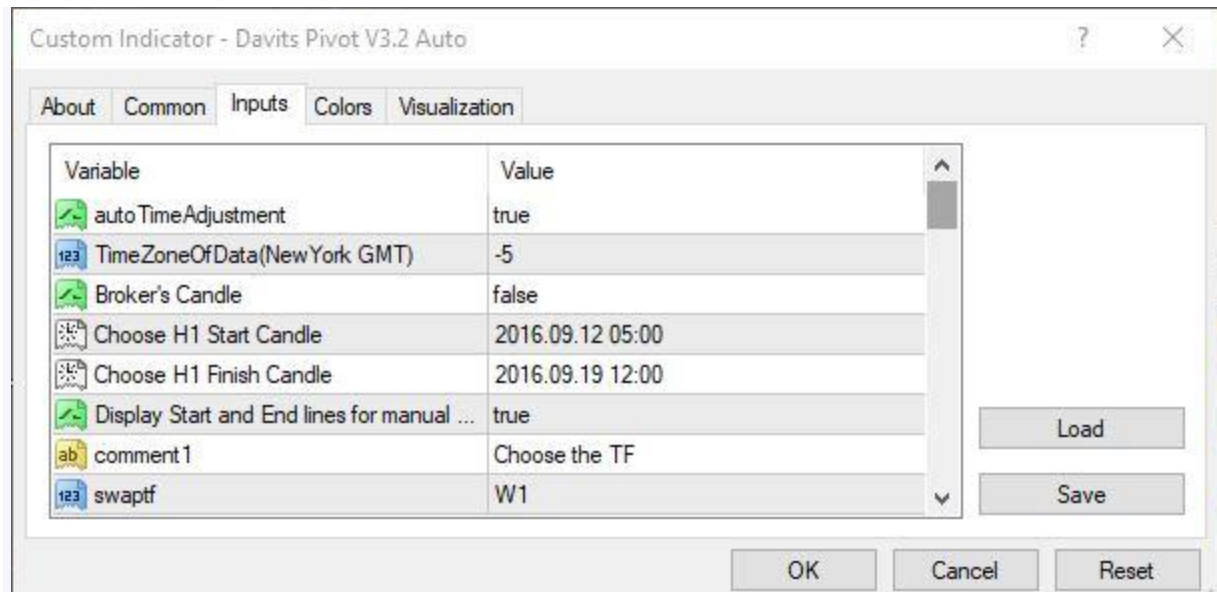 Custom Indicator - Davits Pivot V3.2 Auto ?
About Common Inputs Colors Visualization
Variable Value
autoTimeAdjustment true
123 TimeZoneOfData(NewYork GMT) -5
Broker's Candle false
Choose H1 Start Candle 2016.09.12 05:00
Choose H1 Finish Candle 2016.09.19 12:00
Display Start and End lines for manual ... true
Load
ab comment1 Choose the TF
123 swaptf W1
Save
OK Cancel Reset